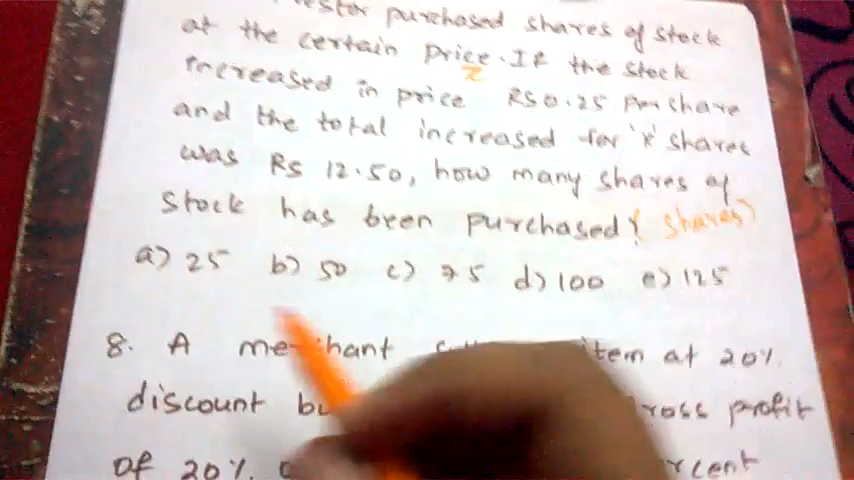 purchased shares of stock
at the certain price. If the stock
z
increased in price RS 0.25 per share
and the total increased for 'x' shares
was Rs 12.50, how many shares of
stock has been purchased? (shares)
a) 25 b) 50 c) 75 d) 100 e) 125
8. A item at 20%
discount gross profit
of 20%.